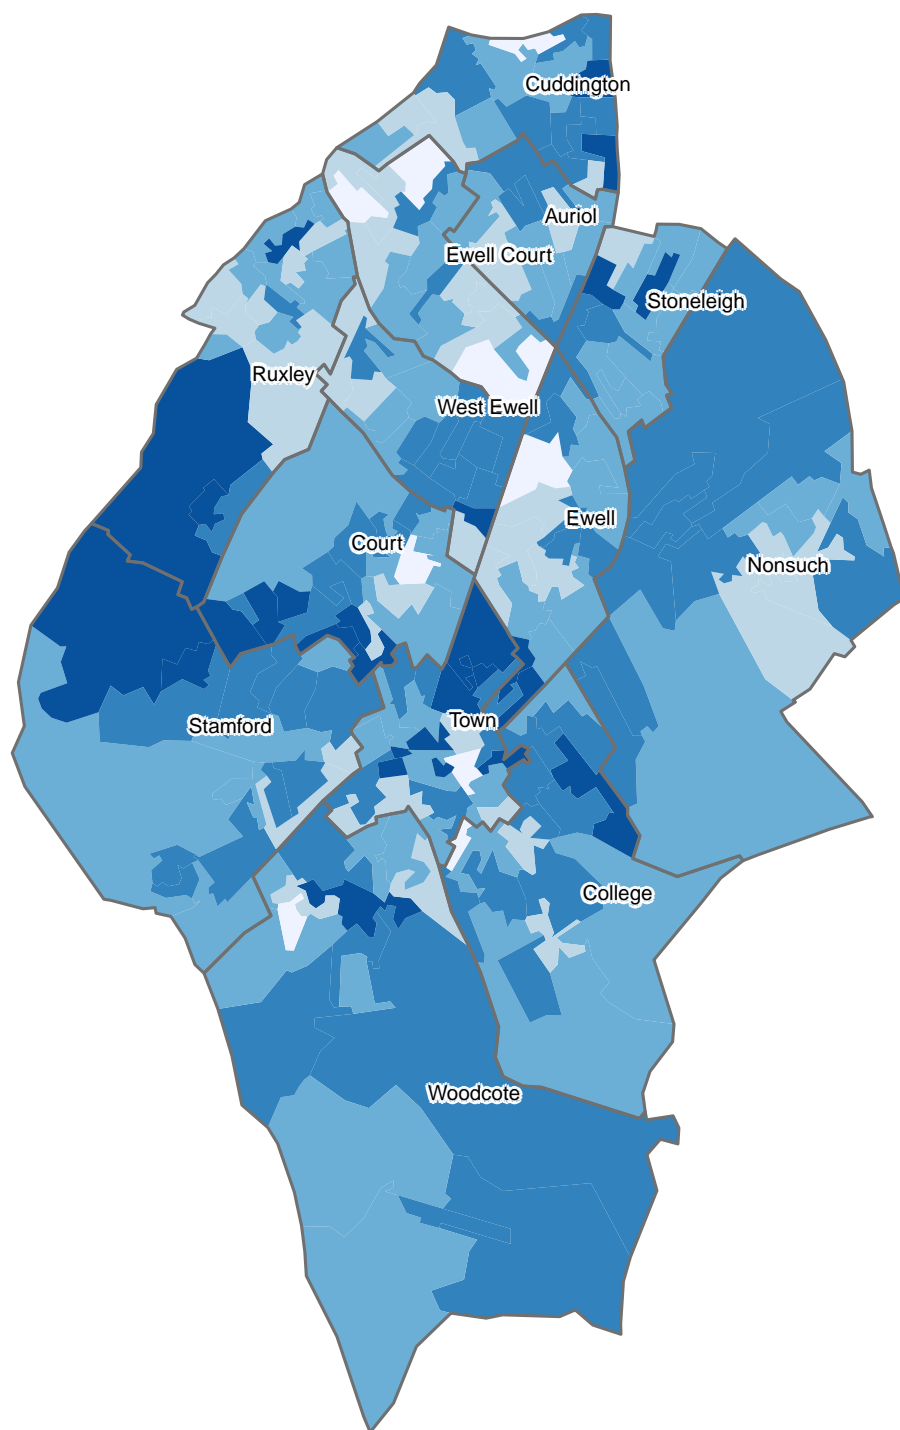 Cuddington
Auriol
Ewell Court
Stoneleigh
Ruxley
West Ewell
Ewell
Court
Nonsuch
Stamford
Town
College
Woodcote